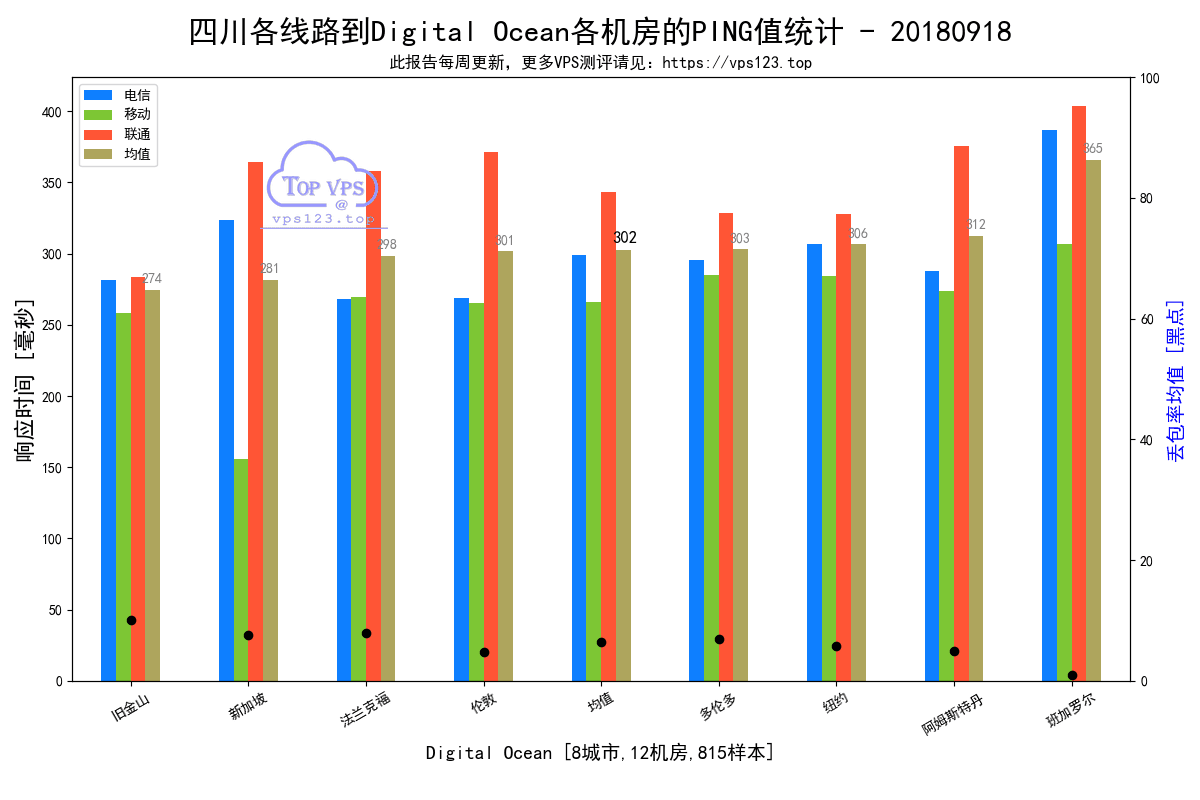 四川各线路到Digital Ocean各机房的PING值统计 - 20180918
此报告每周更新，更多VPS测评请见：https://vps123.top
电信
移动
联通
均值
TOP VPS
@
vps123.top
响应时间 [毫秒]
400
350
300
250
200
150
100
50
0
274
281
298
301
302
303
306
312
365
100
80
60
40
20
0
丢包率均值 [黑点]
旧金山
新加坡
法兰克福
伦敦
均值
多伦多
纽约
阿姆斯特丹
班加罗尔
Digital Ocean [8城市,12机房,815样本]